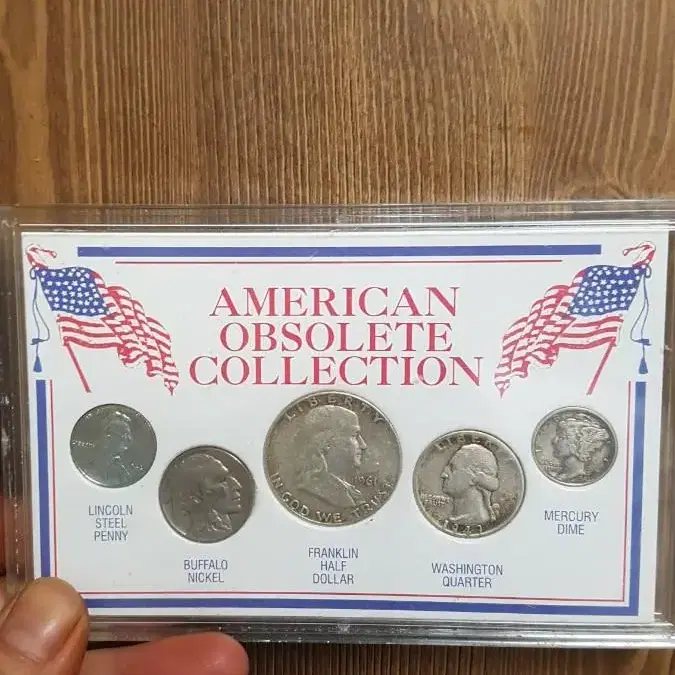 AMERICAN
OBSOLETE
COLLECTION
LINCOLN
STEEL
PENNY
BUFFALO
NICKEL
LIBERTY
1961
IN GOD WE TRUST
FRANKLIN
HALF
DOLLAR
LIBERTY
WASHINGTON
QUARTER
MERCURY
DIME